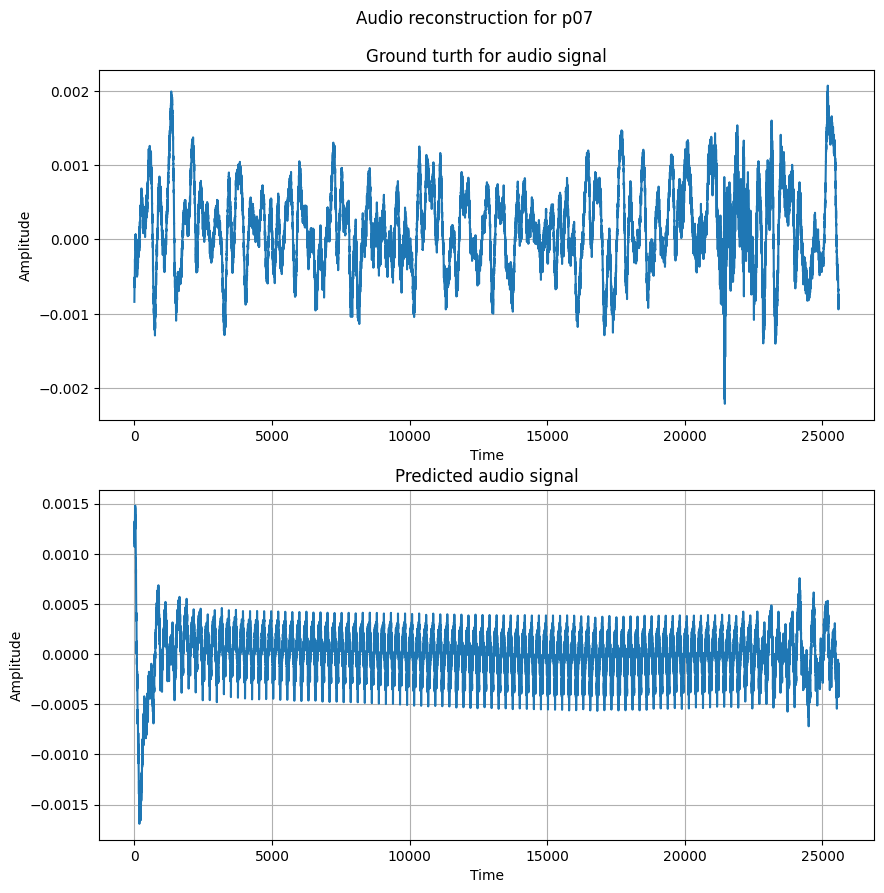 Audio reconstruction for p07
Ground turth for audio signal
Amplitude
0.002
0.001
0.000
−0.001
−0.002
0 5000 10000 15000 20000 25000
Time
Predicted audio signal
Amplitude
0.0015
0.0010
0.0005
0.0000
−0.0005
−0.0010
−0.0015
0 5000 10000 15000 20000 25000
Time